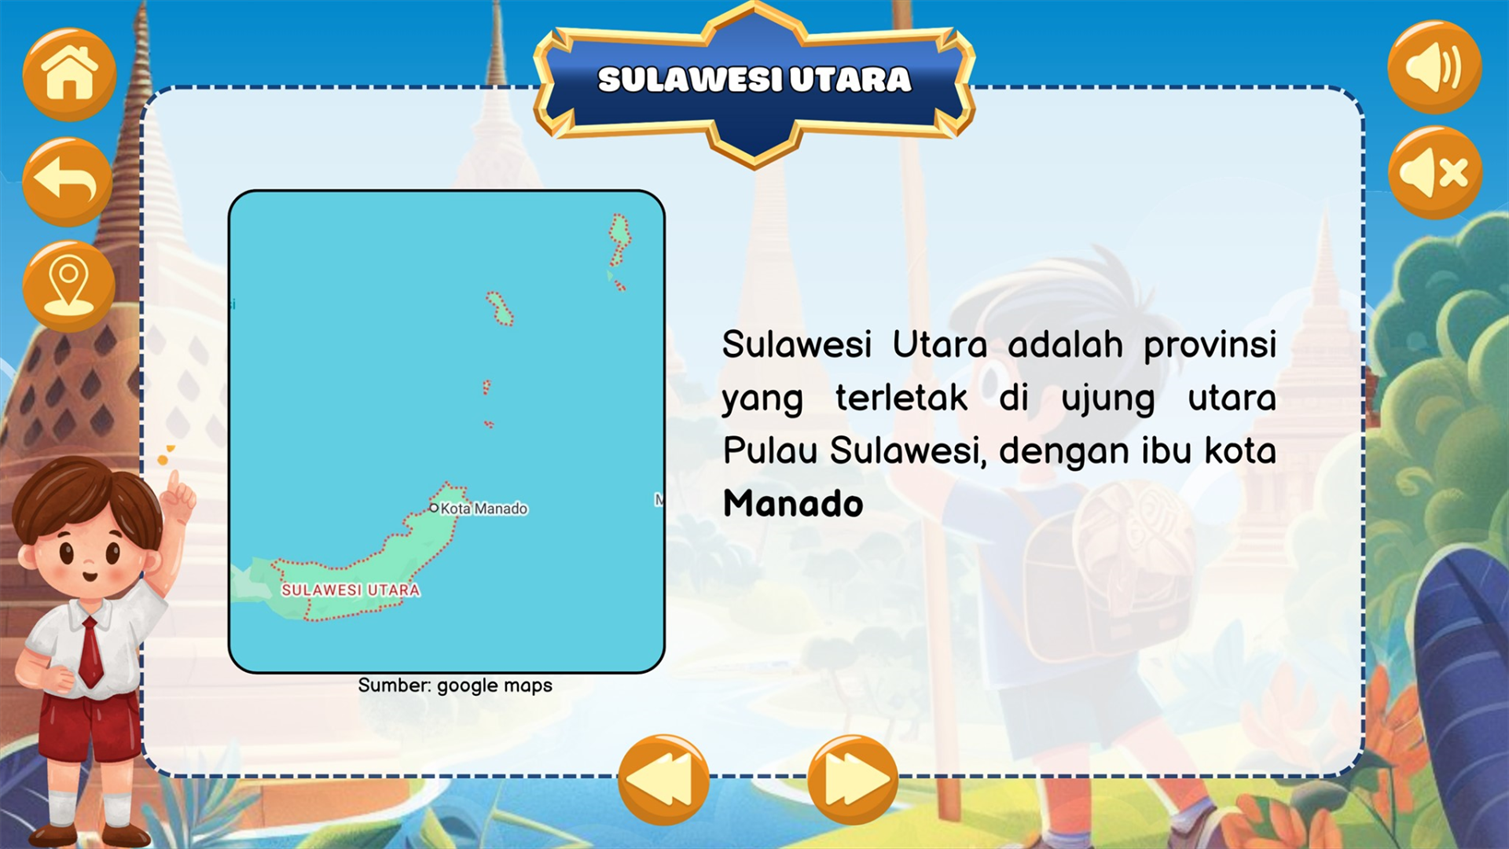 SULAWESI UTARA
Kota Manado
SULAWESI UTARA
Sumber: google maps
Sulawesi Utara adalah provinsi
yang terletak di ujung utara
Pulau Sulawesi, dengan ibu kota
Manado